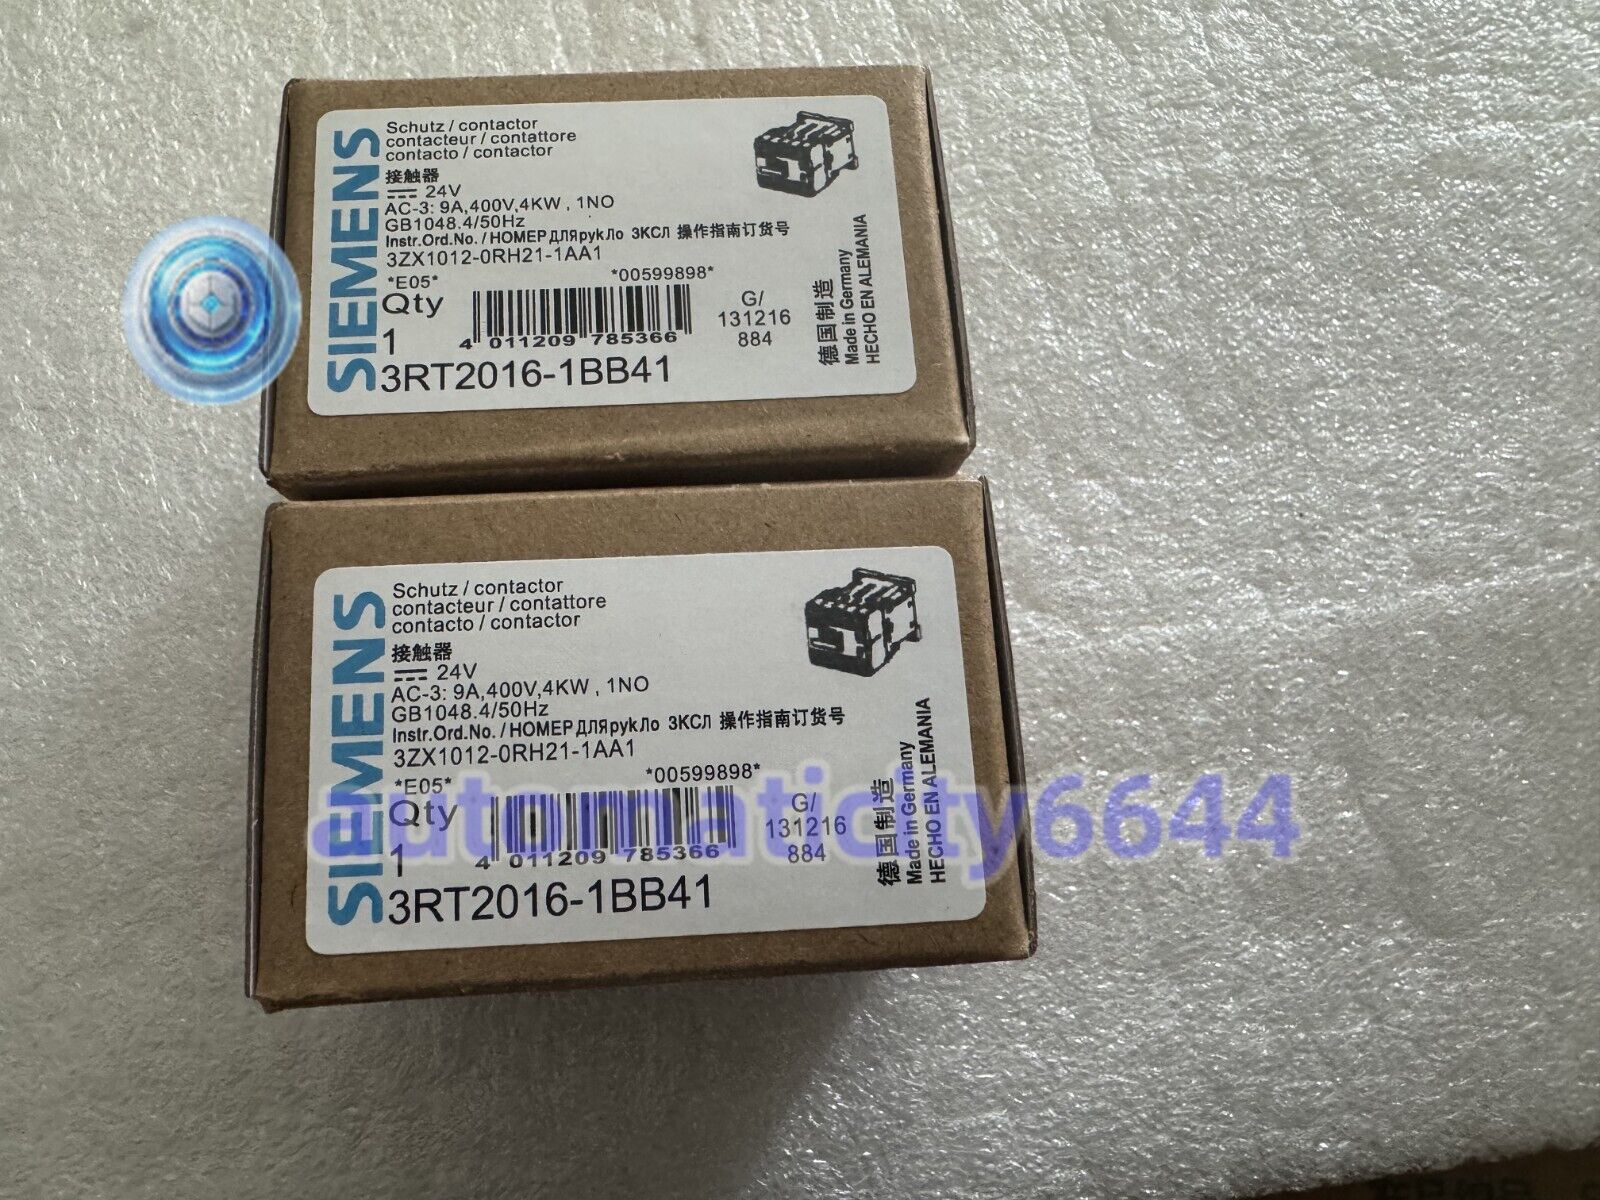 SIEMENS
Schutz / contactor
contacteur / contattore
contacto / contactor
接触器
24V
AC-3: 9A,400V,4KW , 1NO
GB1048.4/50Hz
Instr.Ord.No. / НОМЕР ДЛЯ рукЛо ЗКСЛ 操作指南订货号
3ZX1012-0RH21-1AA1
*E05* *00599898*
Qty
1
4 011209 785366
G/
131216
884
3RT2016-1BB41
德国制造
Made in Germany
HECHO EN ALEMANIA
SIEMENS
Schutz / contactor
contacteur / contattore
contacto / contactor
接触器
24V
AC-3: 9A,400V,4KW , 1NO
GB1048.4/50Hz
Instr.Ord.No. / НОМЕР ДЛЯ рукЛо ЗКСЛ 操作指南订货号
3ZX1012-0RH21-1AA1
*E05* *00599898*
Qty
1
4 011209 785366
G/
131216
884
3RT2016-1BB41
德国制造
Made in Germany
HECHO EN ALEMANIA
automaticity6644